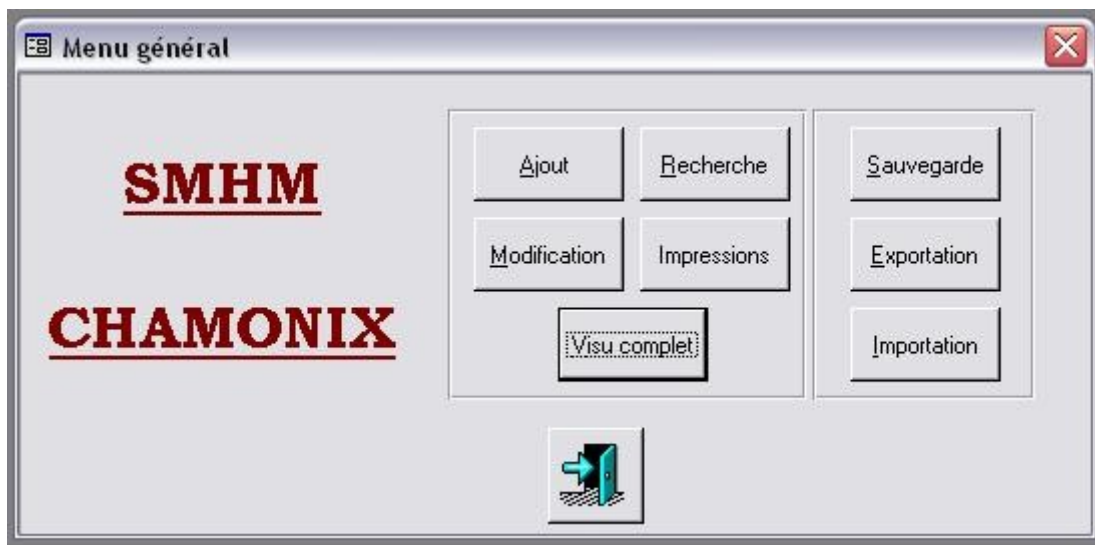 Menu général
SMHM
CHAMONIX
Ajout
Recherche
Modification
Impressions
Visu complet
Sauvegarde
Exportation
Importation